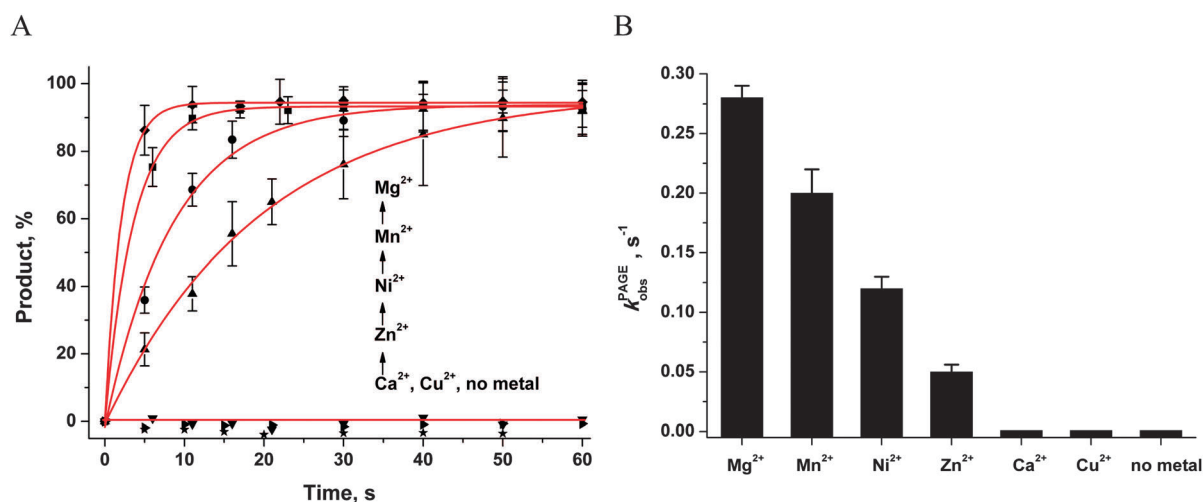 A
Product, %
100
80
60
40
20
0
Mg²⁺
Mn²⁺
Ni²⁺
Zn²⁺
Ca²⁺, Cu²⁺, no metal
0 10 20 30 40 50 60
Time, s
B
k obs PAGE, s⁻¹
0.30
0.25
0.20
0.15
0.10
0.05
0.00
Mg²⁺ Mn²⁺ Ni²⁺ Zn²⁺ Ca²⁺ Cu²⁺ no metal